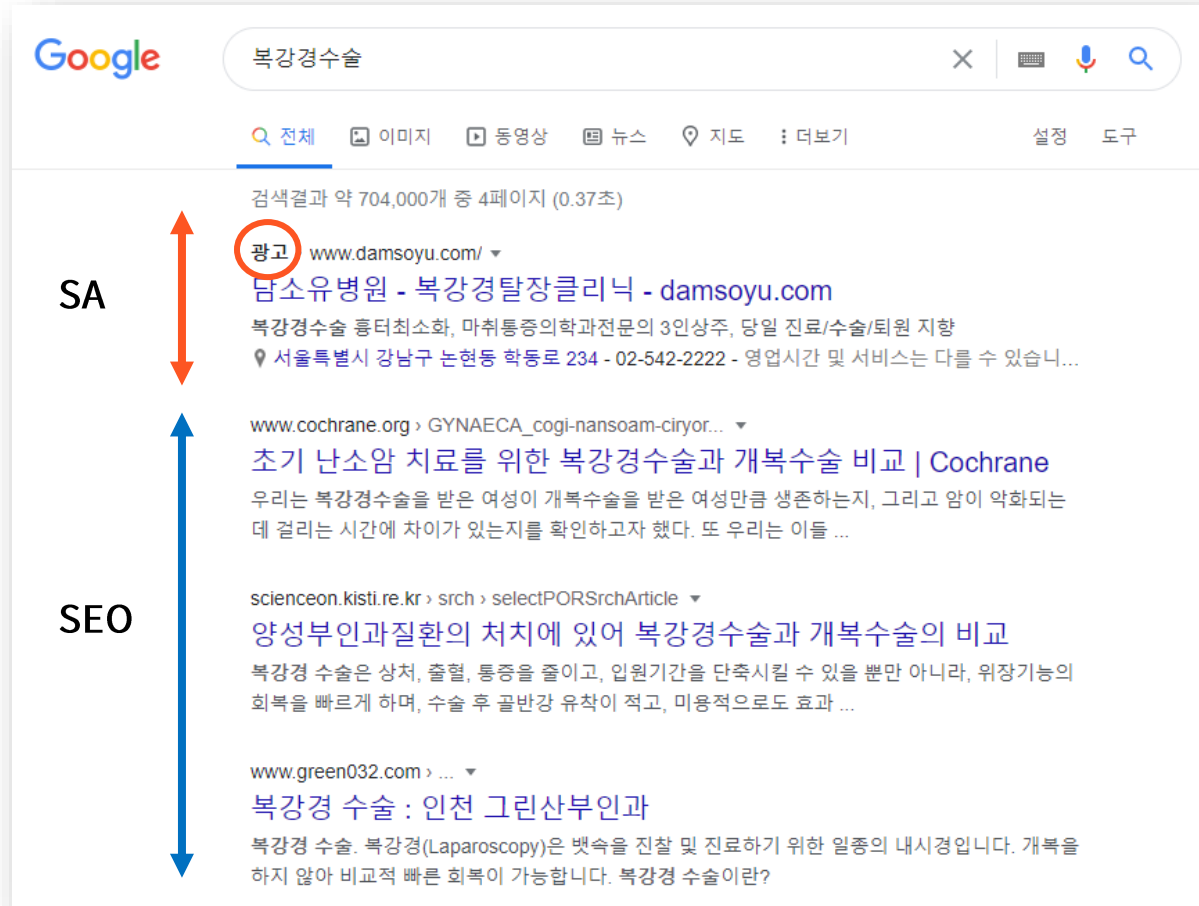 Google
복강경수술
전체 이미지 동영상 뉴스 지도 더보기 설정 도구
검색결과 약 704,000개 중 4페이지 (0.37초)
SA
광고 www.damsoyu.com/
담소유병원 - 복강경탈장클리닉 - damsoyu.com
복강경수술 흉터최소화, 마취통증의학과전문의 3인상주, 당일 진료/수술/퇴원 지향
서울특별시 강남구 논현동 학동로 234 - 02-542-2222 - 영업시간 및 서비스는 다를 수 있습니...
www.cochrane.org › GYNAECA_cogi-nansoam-ciryor...
초기 난소암 치료를 위한 복강경수술과 개복수술 비교 | Cochrane
우리는 복강경수술을 받은 여성이 개복수술을 받은 여성만큼 생존하는지, 그리고 암이 악화되는
데 걸리는 시간에 차이가 있는지를 확인하고자 했다. 또 우리는 이들 ...
SEO
scienceon.kisti.re.kr › srch › selectPORSrchArticle
양성부인과질환의 처치에 있어 복강경수술과 개복수술의 비교
복강경 수술은 상처, 출혈, 통증을 줄이고, 입원기간을 단축시킬 수 있을 뿐만 아니라, 위장기능의
회복을 빠르게 하며, 수술 후 골반강 유착이 적고, 미용적으로도 효과 ...
www.green032.com › ...
복강경 수술 : 인천 그린산부인과
복강경 수술. 복강경(Laparoscopy)은 뱃속을 진찰 및 진료하기 위한 일종의 내시경입니다. 개복을
하지 않아 비교적 빠른 회복이 가능합니다. 복강경 수술이란?